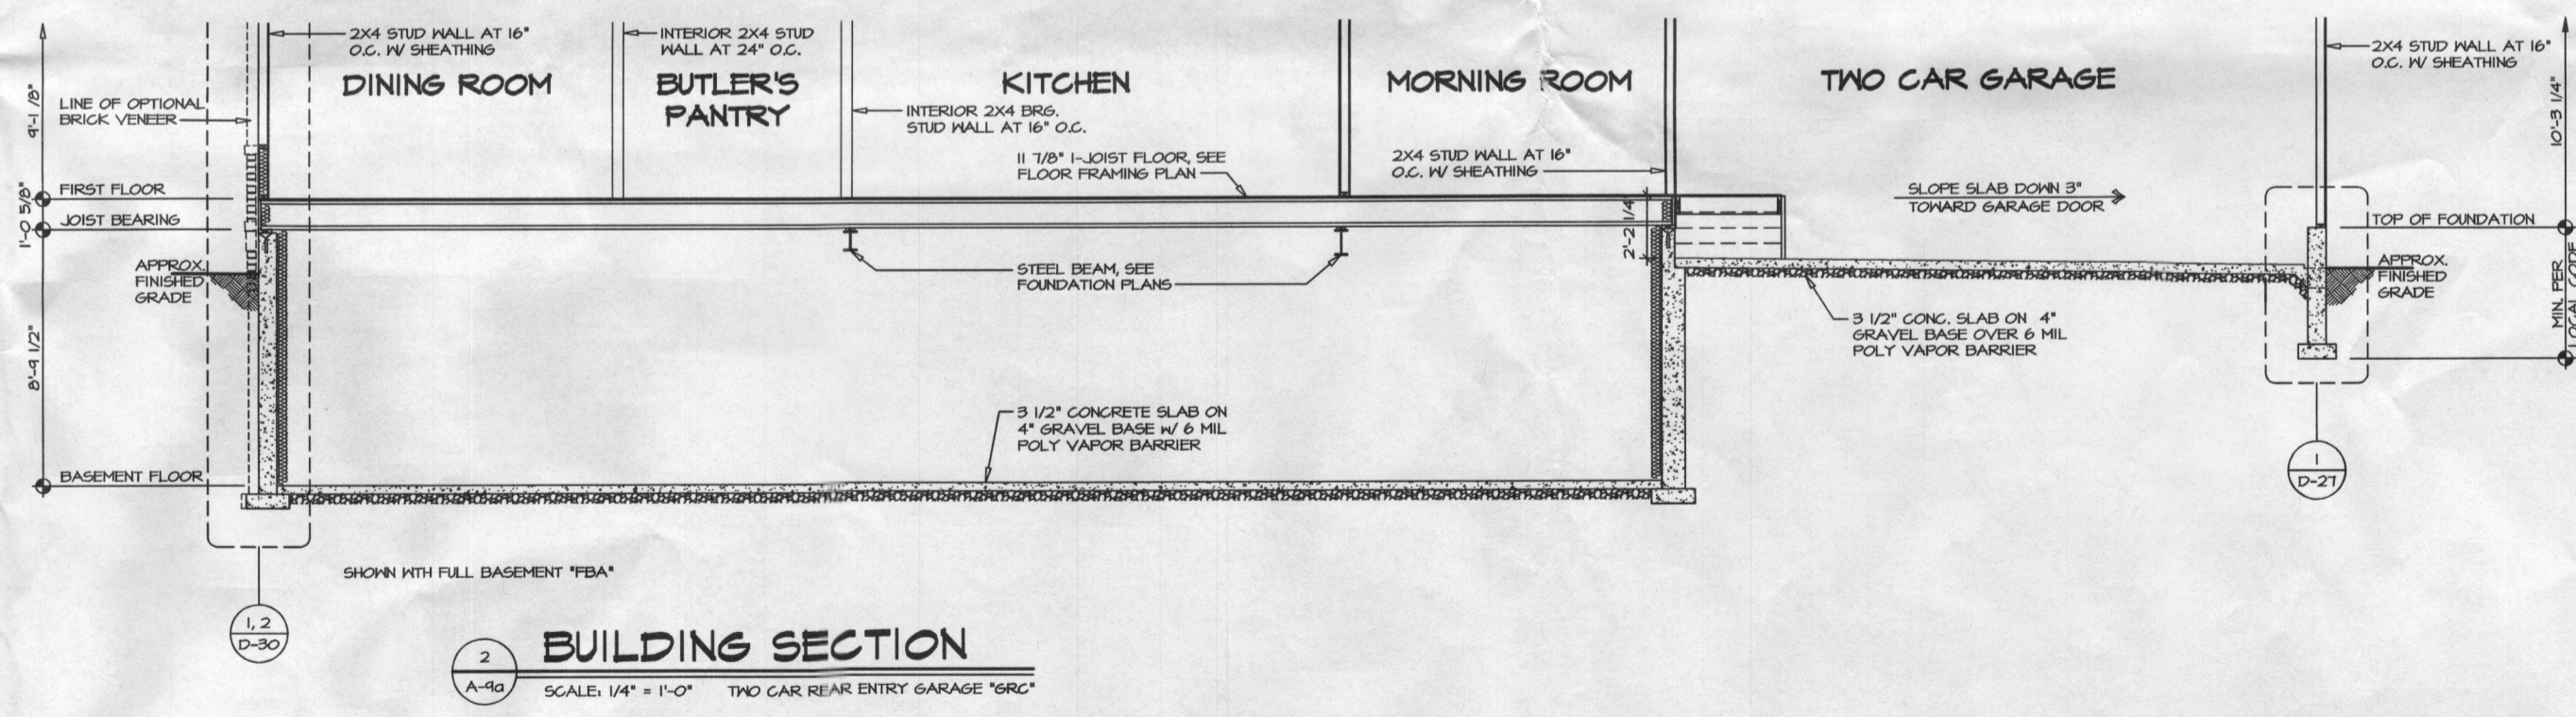 2X4 STUD WALL AT 16"
O.C. W/ SHEATHING
INTERIOR 2X4 STUD
WALL AT 24" O.C.
2X4 STUD WALL AT 16"
O.C. W/ SHEATHING
DINING ROOM
BUTLER'S
PANTRY
KITCHEN
MORNING ROOM
TWO CAR GARAGE
9'-1 1/8"
LINE OF OPTIONAL
BRICK VENEER
INTERIOR 2X4 BRG.
STUD WALL AT 16" O.C.
10'-3 1/4"
11 7/8" I-JOIST FLOOR, SEE
FLOOR FRAMING PLAN
2X4 STUD WALL AT 16"
O.C. W/ SHEATHING
FIRST FLOOR
1'-0 5/8"
JOIST BEARING
2'-2 1/4"
SLOPE SLAB DOWN 3"
TOWARD GARAGE DOOR
TOP OF FOUNDATION
APPROX.
FINISHED
GRADE
STEEL BEAM, SEE
FOUNDATION PLANS
APPROX.
FINISHED
GRADE
MIN. PER
LOCAL CODE
3 1/2" CONC. SLAB ON 4"
GRAVEL BASE OVER 6 MIL
POLY VAPOR BARRIER
8'-9 1/2"
3 1/2" CONCRETE SLAB ON
4" GRAVEL BASE W/ 6 MIL
POLY VAPOR BARRIER
BASEMENT FLOOR
1
D-27
SHOWN WTH FULL BASEMENT "FBA"
1, 2
D-30
2
A-9a
BUILDING SECTION
SCALE: 1/4" = 1'-0" TWO CAR REAR ENTRY GARAGE "GRC"